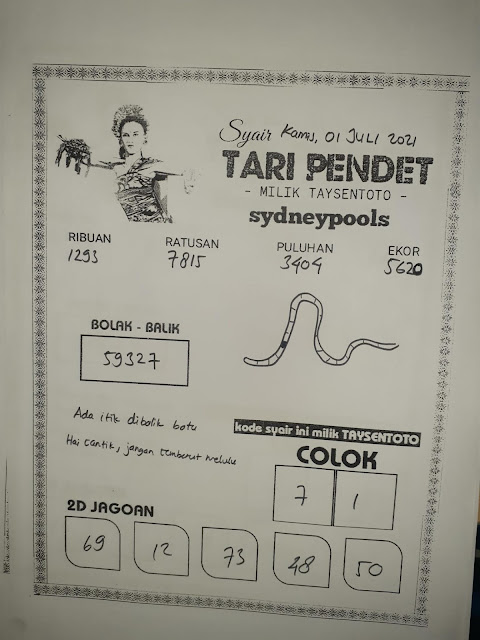 Syair Kamis, 01 JULI 2021
TARI PENDET
- MILIK TAYSENTOTO -
sydneypools
RIBUAN RATUSAN PULUHAN EKOR
1293 7815 3404 5620
BOLAK - BALIK
59327
Ada itik dibalik batu
Hai cantik, jangan cemberut melulu
kode syair ini milik TAYSENTOTO
COLOK
7 1
2D JAGOAN
69 12 73 48 50